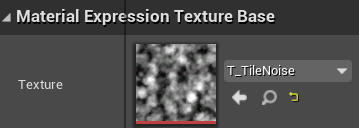 Material Expression Texture Base
T_TileNoise
Texture